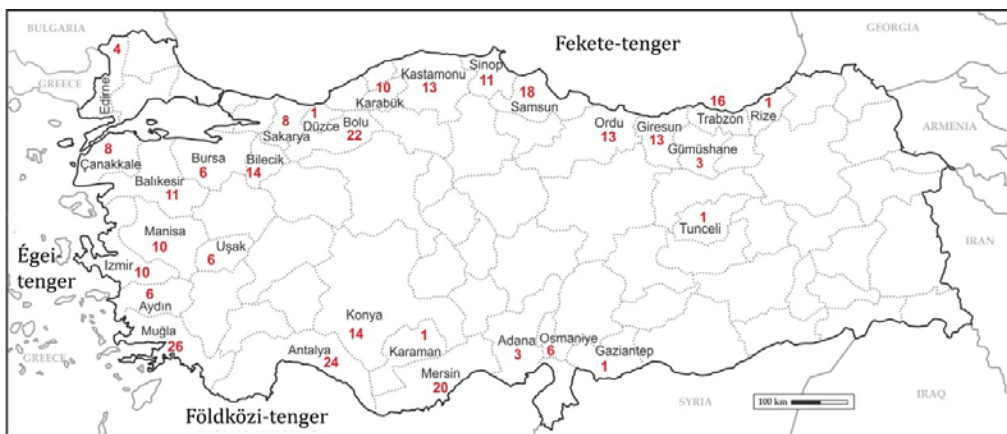 BULGARIA
GEORGIA
Fekete-tenger
4
Edirne
GREECE
Sinop
11
Kastamonu
13
10
Karabük
18
Samsun
1
Düzce
8
Sakarya
Bolu
22
16
Trabzon
1
Rize
Ordu
13
Giresun
13
Gümüshane
3
ARMENIA
8
Çanakkale
Bursa
6
Bilecik
14
Balıkesir
11
1
Tunceli
IRAN
Manisa
10
Uşak
6
Égei-
tenger
Izmir
10
6
Aydın
Konya
14
1
Karaman
Muğla
26
GREECE
Antalya
24
Mersin
20
Adana
3
Osmaniye
6
Gaziantep
1
Földközi-tenger
SYRIA
100 km
IRAQ